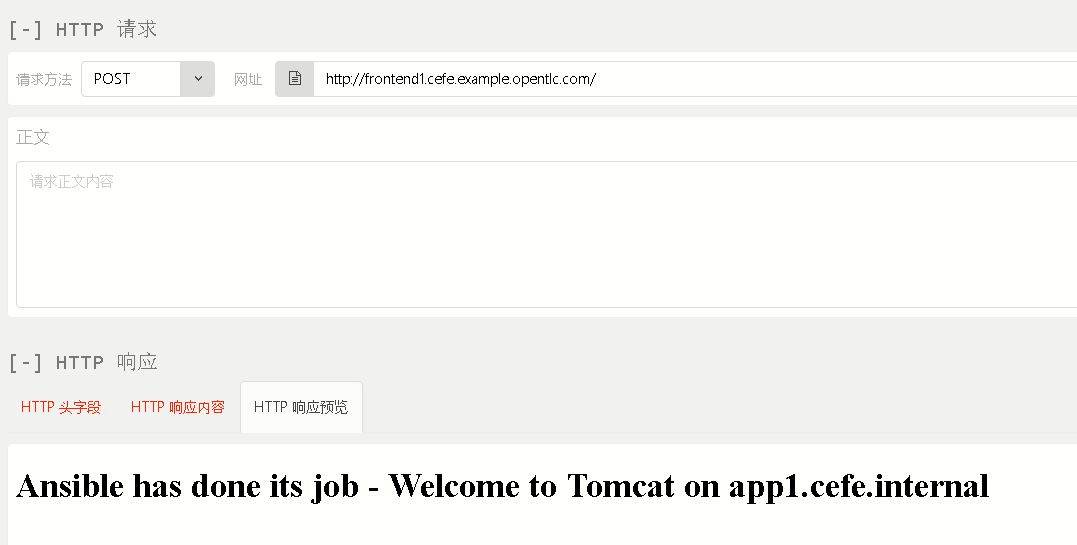 [-] HTTP 请求
请求方法 POST 网址 http://frontend1.cefe.example.opentlc.com/
正文
请求正文内容
[-] HTTP 响应
HTTP 头字段 HTTP 响应内容 HTTP 响应预览
Ansible has done its job - Welcome to Tomcat on app1.cefe.internal